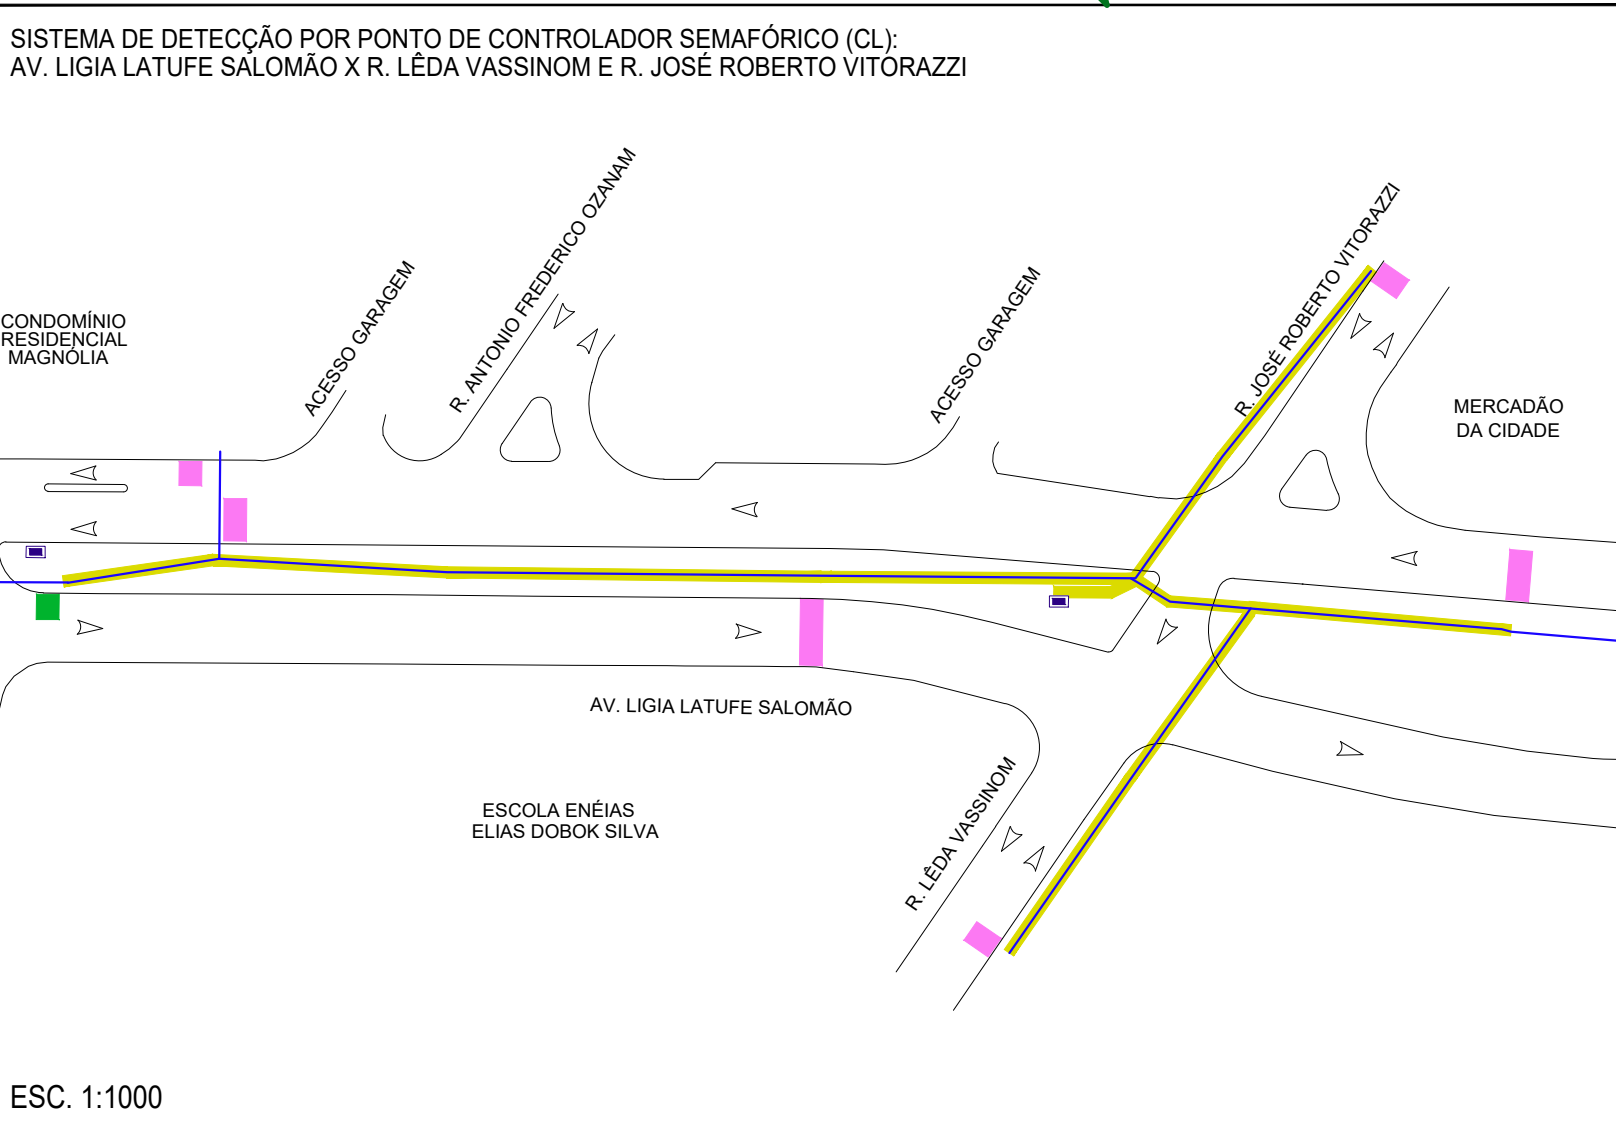 SISTEMA DE DETECÇÃO POR PONTO DE CONTROLADOR SEMAFÓRICO (CL):
AV. LIGIA LATUFE SALOMÃO X R. LÊDA VASSINOM E R. JOSÉ ROBERTO VITORAZZI
CONDOMÍNIO
RESIDENCIAL
MAGNÓLIA
ACESSO GARAGEM
R. ANTONIO FREDERICO OZANAM
ACESSO GARAGEM
R. JOSÉ ROBERTO VITORAZZI
MERCADÃO
DA CIDADE
AV. LIGIA LATUFE SALOMÃO
ESCOLA ENÉIAS
ELIAS DOBOK SILVA
R. LÊDA VASSINOM
ESC. 1:1000